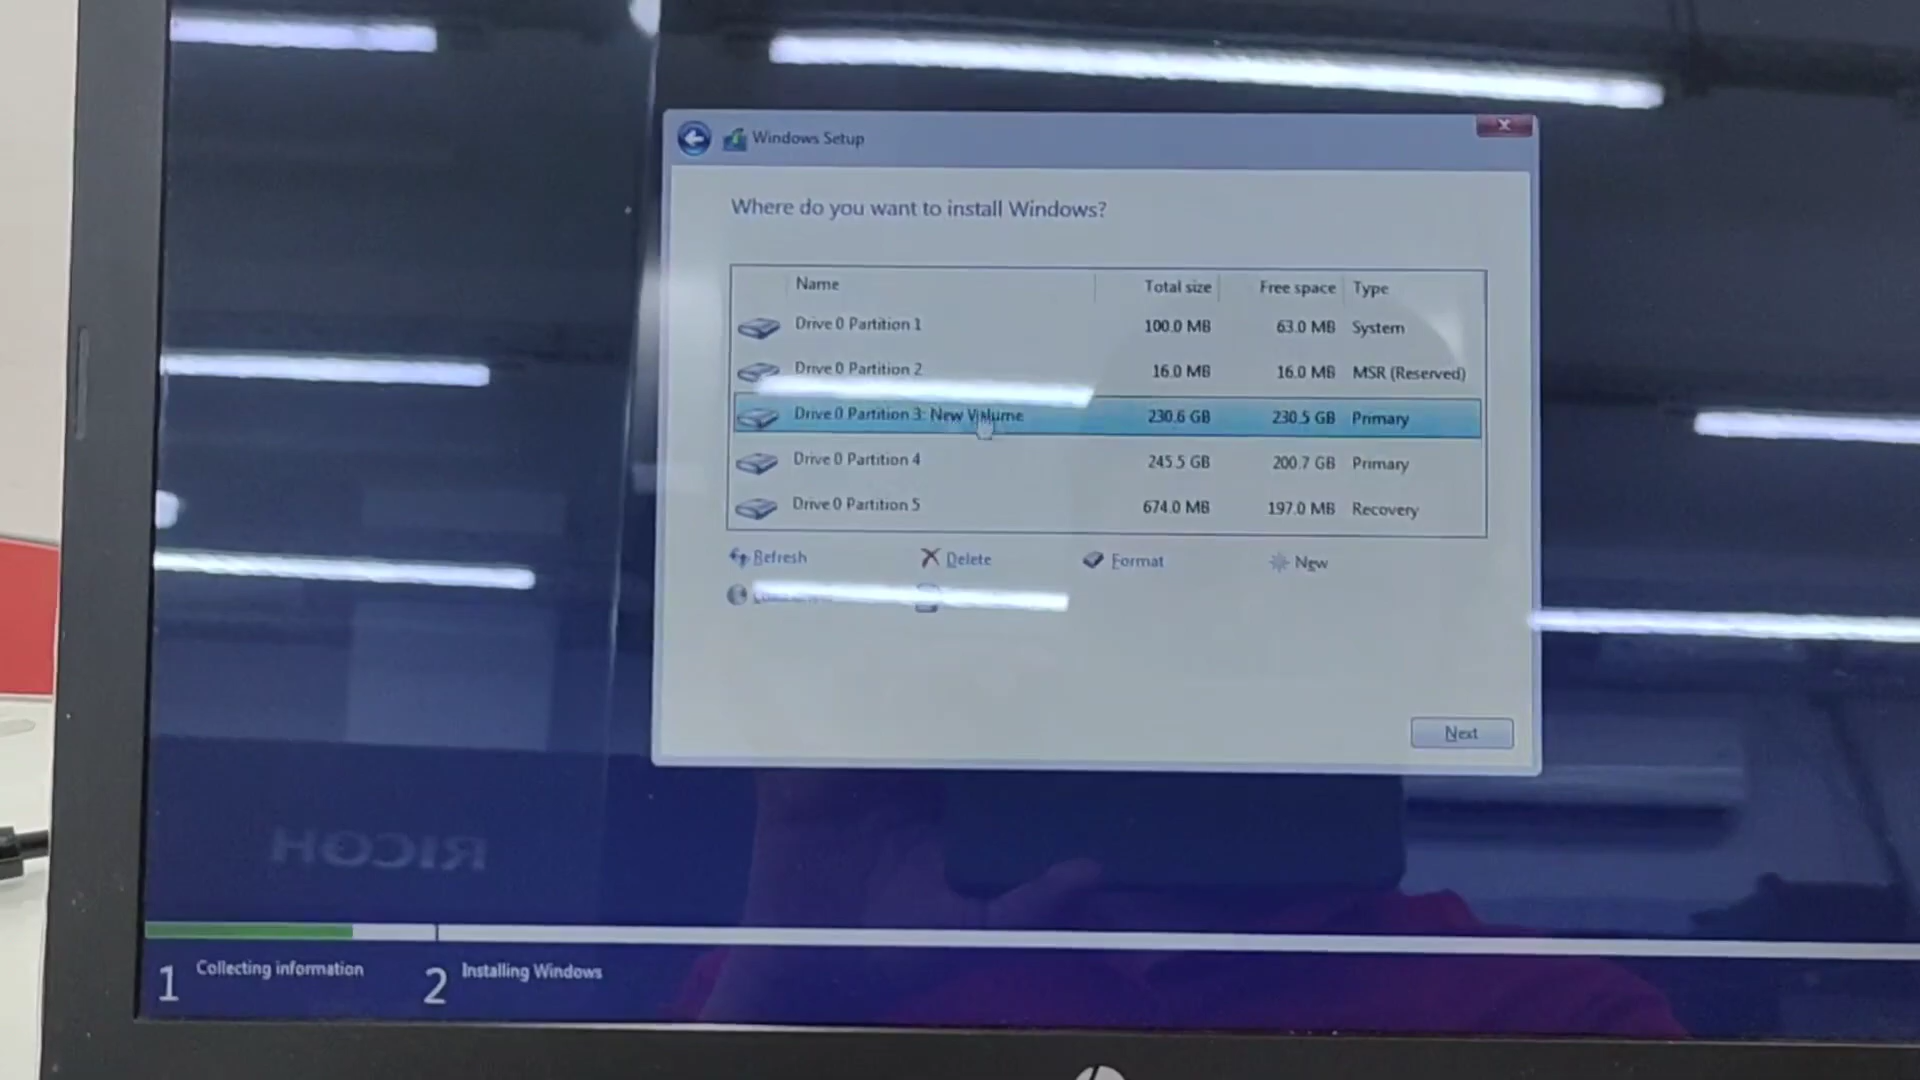 Windows Setup
Where do you want to install Windows?
Name Total size Free space Type
Drive 0 Partition 1 100.0 MB 63.0 MB System
Drive 0 Partition 2 16.0 MB 16.0 MB MSR (Reserved)
Drive 0 Partition 3: New Volume 230.6 GB 230.5 GB Primary
Drive 0 Partition 4 245.5 GB 200.7 GB Primary
Drive 0 Partition 5 674.0 MB 197.0 MB Recovery
Refresh Delete Format New
Next
RICOH
1 Collecting information 2 Installing Windows